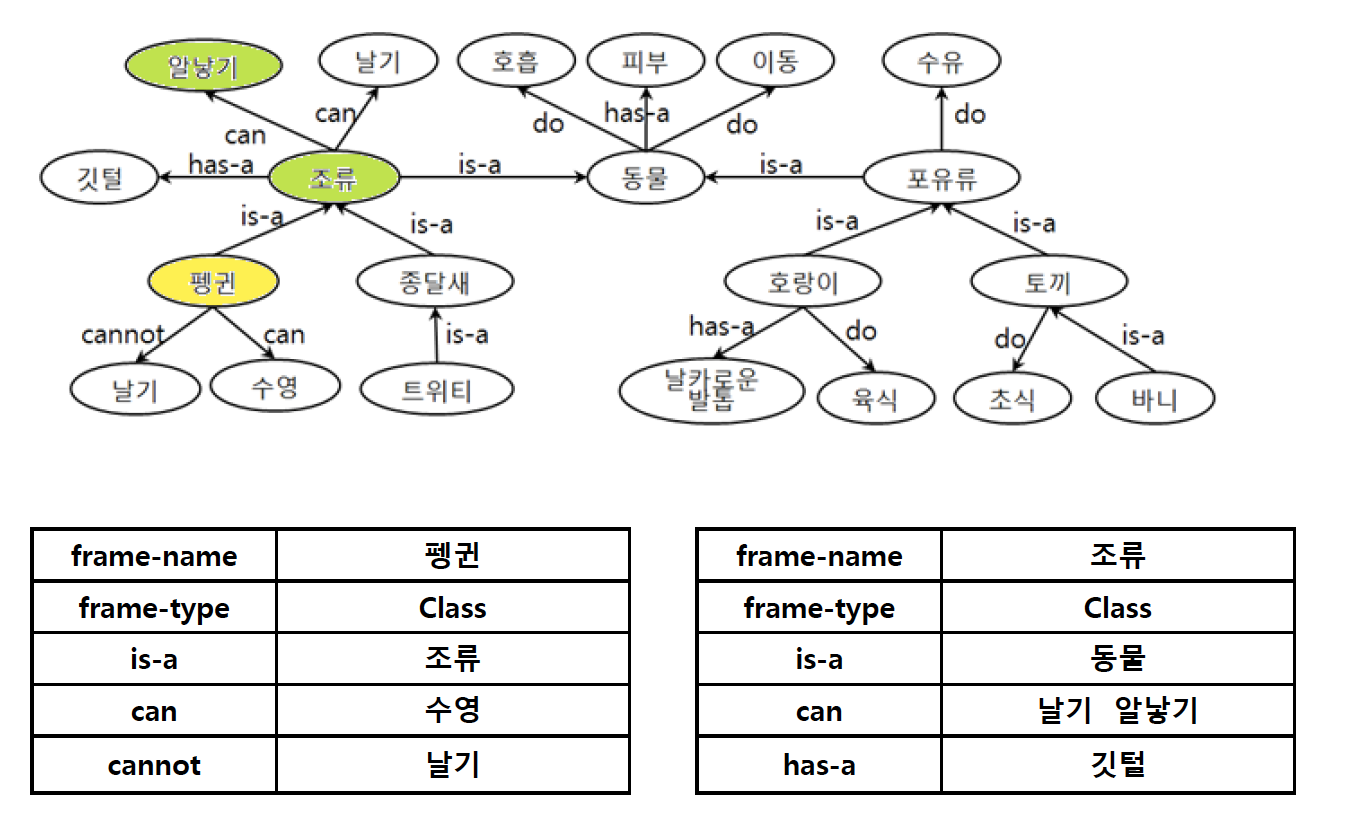 알낳기
날기
호흡
피부
이동
수유
can
can
do
has-a
do
do
깃털
has-a
조류
is-a
동물
is-a
포유류
is-a
is-a
is-a
is-a
펭귄
종달새
호랑이
토끼
cannot
can
is-a
has-a
do
do
is-a
날기
수영
트위티
날카로운
발톱
육식
초식
바니
frame-name 펭귄
frame-type Class
is-a 조류
can 수영
cannot 날기
frame-name 조류
frame-type Class
is-a 동물
can 날기 알낳기
has-a 깃털